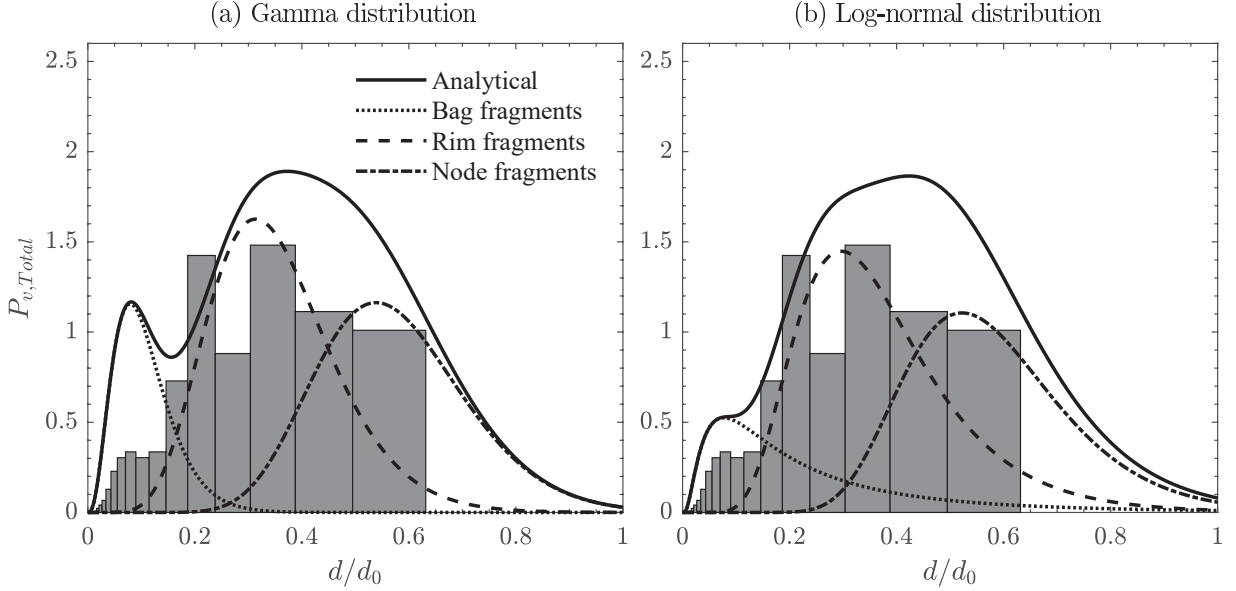 (a) Gamma distribution
(b) Log-normal distribution
2.5
2
1.5
1
0.5
0
P_{v,Total}
Analytical
Bag fragments
Rim fragments
Node fragments
0 0.2 0.4 0.6 0.8 1
d/d_0
2.5
2
1.5
1
0.5
0
0 0.2 0.4 0.6 0.8 1
d/d_0